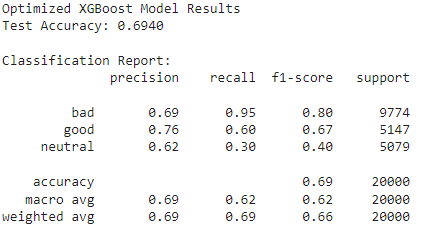 Optimized XGBoost Model Results
Test Accuracy: 0.6940
Classification Report:
precision recall f1-score support
bad 0.69 0.95 0.80 9774
good 0.76 0.60 0.67 5147
neutral 0.62 0.30 0.40 5079
accuracy 0.69 20000
macro avg 0.69 0.62 0.62 20000
weighted avg 0.69 0.69 0.66 20000